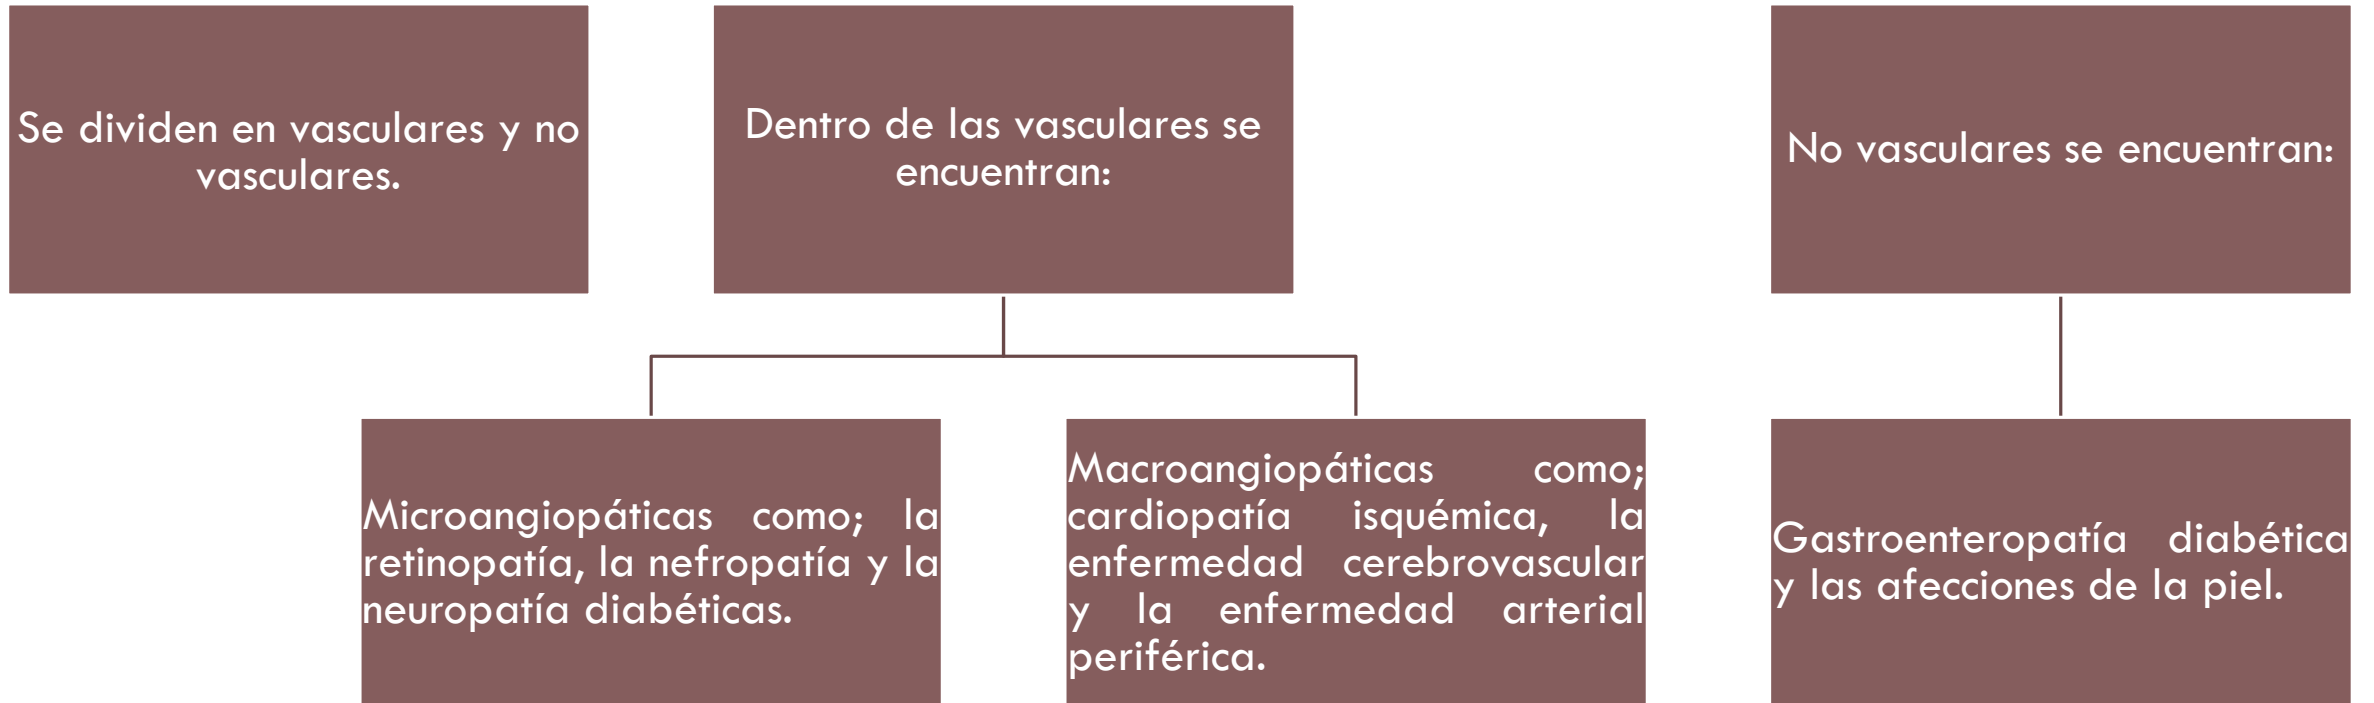 Se dividen en vasculares y no
vasculares.
Dentro de las vasculares se
encuentran:
No vasculares se encuentran:
Microangiopáticas como; la
retinopatía, la nefropatía y la
neuropatía diabéticas.
Macroangiopáticas como;
cardiopatía isquémica, la
enfermedad cerebrovascular
y la enfermedad arterial
periférica.
Gastroenteropatía diabética
y las afecciones de la piel.